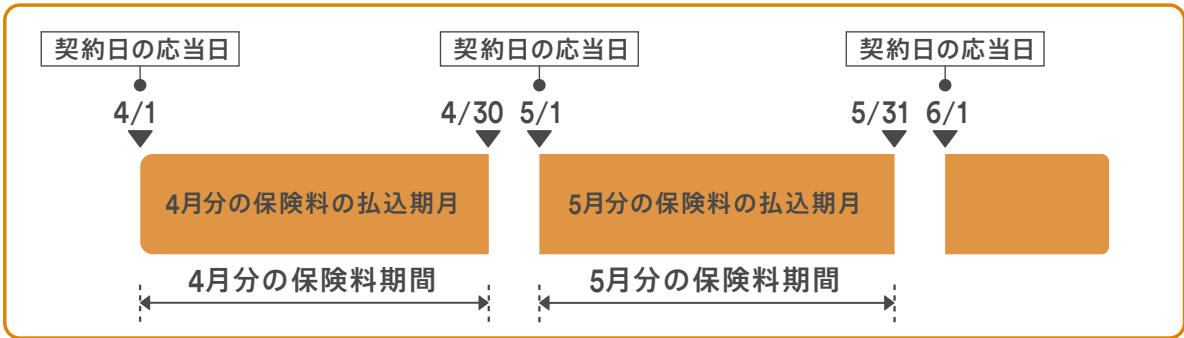 契約日の応当日 契約日の応当日 契約日の応当日
4/1 4/30 5/1 5/31 6/1
4月分の保険料の払込期月 5月分の保険料の払込期月
4月分の保険料期間 5月分の保険料期間